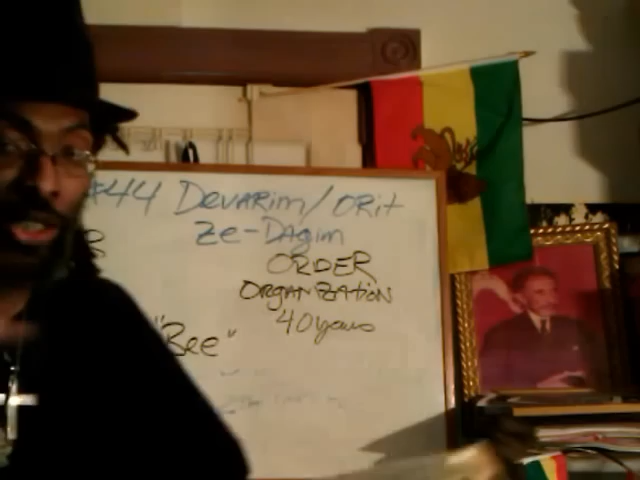 #44 Devarim/Orit
Ze-Dagim
ORDER
ORGANIZATION
40 years
"Bee"